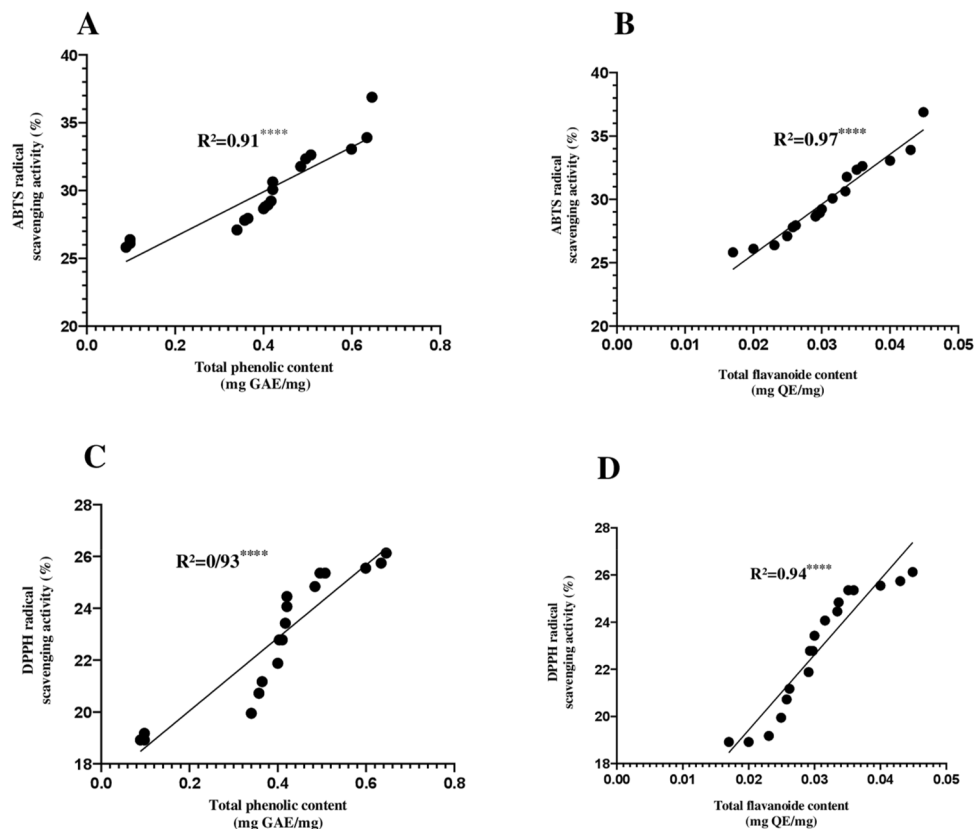 A
ABTS radical
scavenging activity (%)
40
35
30
25
20
R²=0.91****
0.0 0.2 0.4 0.6 0.8
Total phenolic content
(mg GAE/mg)
B
ABTS radical
scavenging activity (%)
40
35
30
25
20
R²=0.97****
0.00 0.01 0.02 0.03 0.04 0.05
Total flavanoide content
(mg QE/mg)
C
DPPH radical
scavenging activity (%)
28
26
24
22
20
18
R²=0/93****
0.0 0.2 0.4 0.6 0.8
Total phenolic content
(mg GAE/mg)
D
DPPH radical
scavenging activity (%)
28
26
24
22
20
18
R²=0.94****
0.00 0.01 0.02 0.03 0.04 0.05
Total flavanoide content
(mg QE/mg)